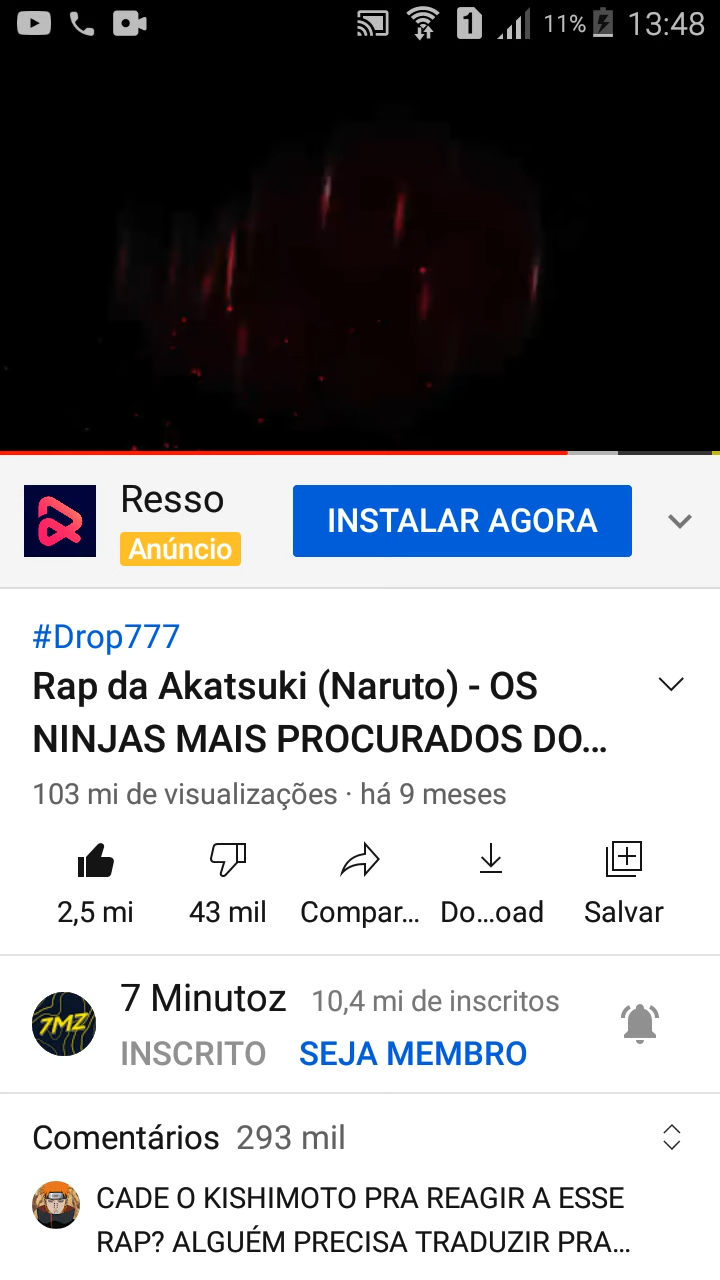 1 11% 13:48
Resso
Anúncio
INSTALAR AGORA
#Drop777
Rap da Akatsuki (Naruto) - OS
NINJAS MAIS PROCURADOS DO...
103 mi de visualizações · há 9 meses
2,5 mi 43 mil Compar... Do...oad Salvar
7MZ
7 Minutoz 10,4 mi de inscritos
INSCRITO SEJA MEMBRO
Comentários 293 mil
CADE O KISHIMOTO PRA REAGIR A ESSE
RAP? ALGUÉM PRECISA TRADUZIR PRA...